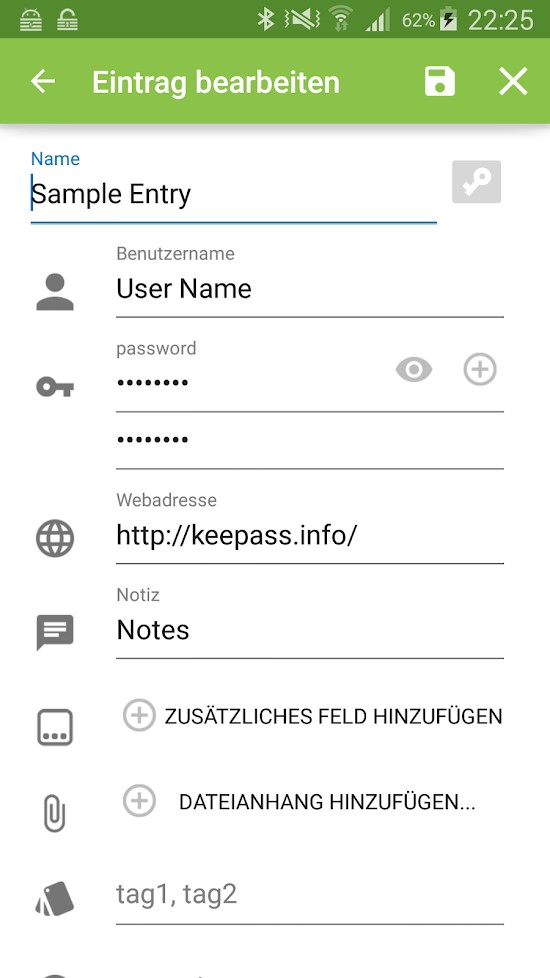 62% 22:25
Eintrag bearbeiten
Name
Sample Entry
Benutzername
User Name
password
••••••••
••••••••
Webadresse
http://keepass.info/
Notiz
Notes
ZUSÄTZLICHES FELD HINZUFÜGEN
DATEIANHANG HINZUFÜGEN...
tag1, tag2